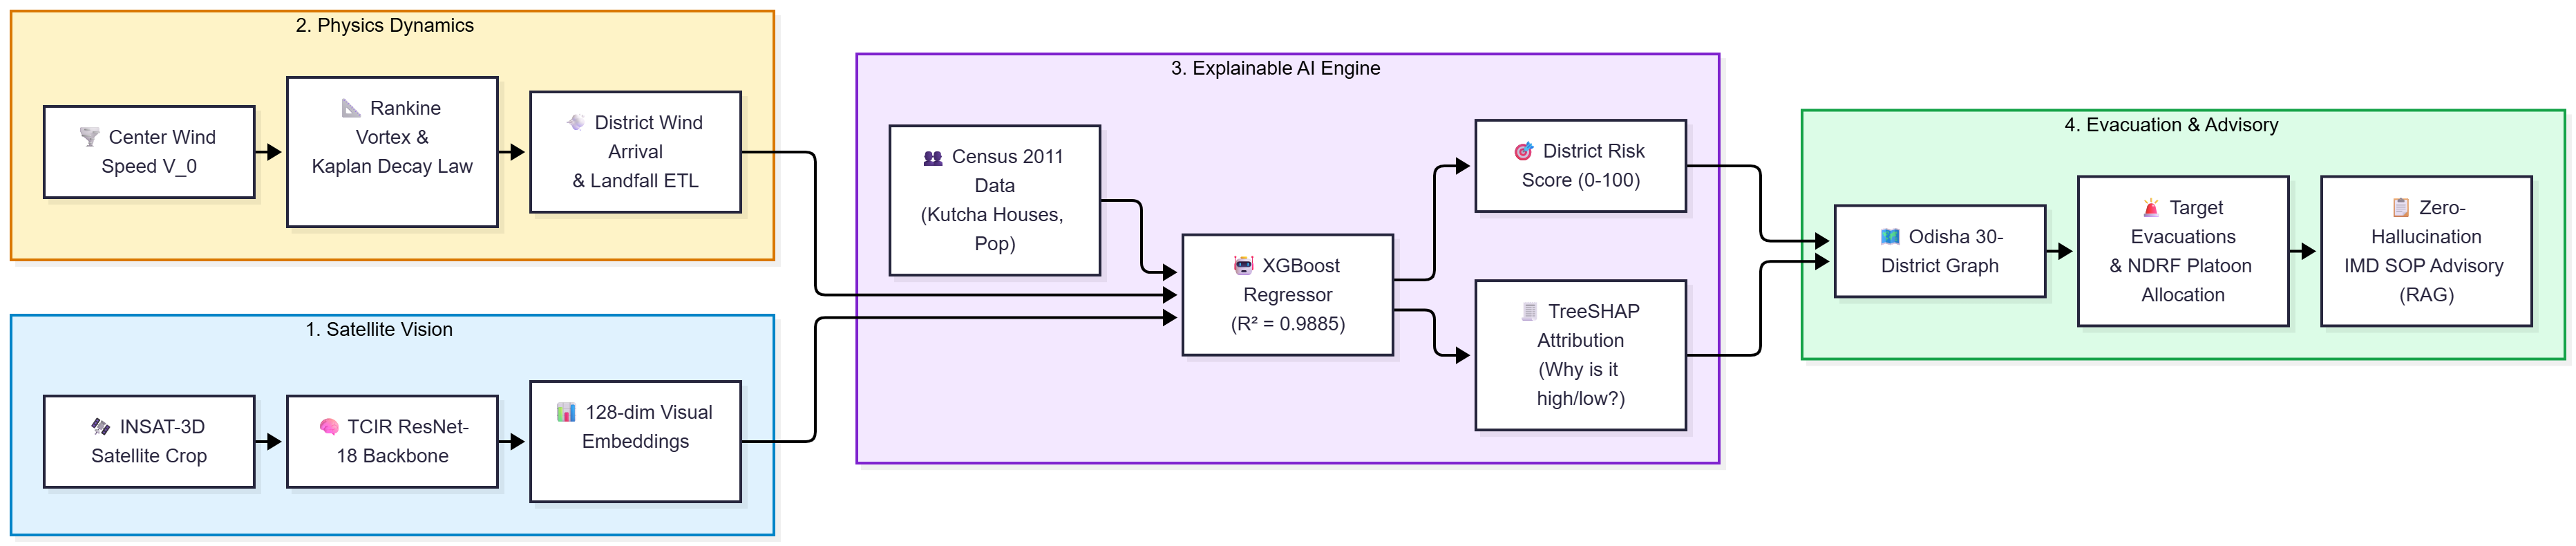 2. Physics Dynamics
Center Wind
Speed V_0
Rankine
Vortex &
Kaplan Decay Law
District Wind
Arrival
& Landfall ETL
1. Satellite Vision
INSAT-3D
Satellite Crop
TCIR ResNet-
18 Backbone
128-dim Visual
Embeddings
3. Explainable AI Engine
Census 2011
Data
(Kutcha Houses,
Pop)
XGBoost
Regressor
(R² = 0.9885)
District Risk
Score (0-100)
TreeSHAP
Attribution
(Why is it
high/low?)
4. Evacuation & Advisory
Odisha 30-
District Graph
Target
Evacuations
& NDRF Platoon
Allocation
Zero-
Hallucination
IMD SOP Advisory
(RAG)